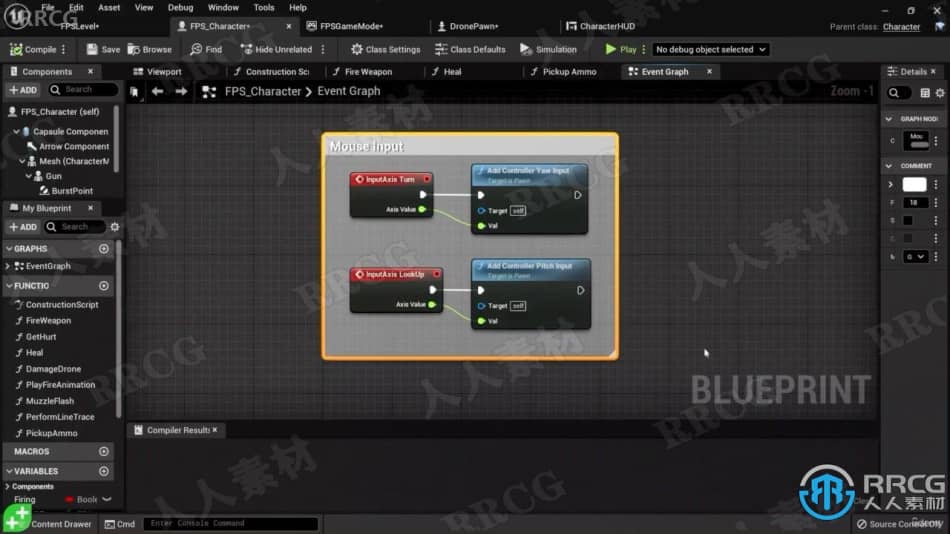 File Edit Asset View Debug Window Tools Help
RRCG
FPSLevel•
FPS_Character• ×
FPSGameMode•
DronePawn•
CharacterHUD
Parent class: Character
Compile
Save
Browse
Find
Hide Unrelated
Class Settings
Class Defaults
Simulation
Play
No debug object selected
Components ×
Viewport
Construction Sc
Fire Weapon
Heal
Pickup Ammo
Event Graph ×
Details ×
+ ADD
Search
FPS_Character > Event Graph
Zoom -1
FPS_Character (self)
Capsule Componen
Arrow Component
Mesh (CharacterM
Gun
BurstPoint
My Blueprint ×
+ ADD
Search
GRAPHS
EventGraph
FUNCTIC
ConstructionScript
FireWeapon
GetHurt
Heal
DamageDrone
PlayFireAnimation
MuzzleFlash
PerformLineTrace
PickupAmmo
MACROS
VARIABLES
Components
Firing
Boole
Mouse Input
InputAxis Turn
Axis Value
Add Controller Yaw Input
Target is Pawn
Target self
Val
InputAxis LookUp
Axis Value
Add Controller Pitch Input
Target is Pawn
Target self
Val
BLUEPRINT
GRAPH NOD
C
Mou
COMMENT
F 18
S
G
Compiler Results ×
Content Drawer
Cmd
Enter Console Command
Source Control Off
RRCG
人人素材
Udemy